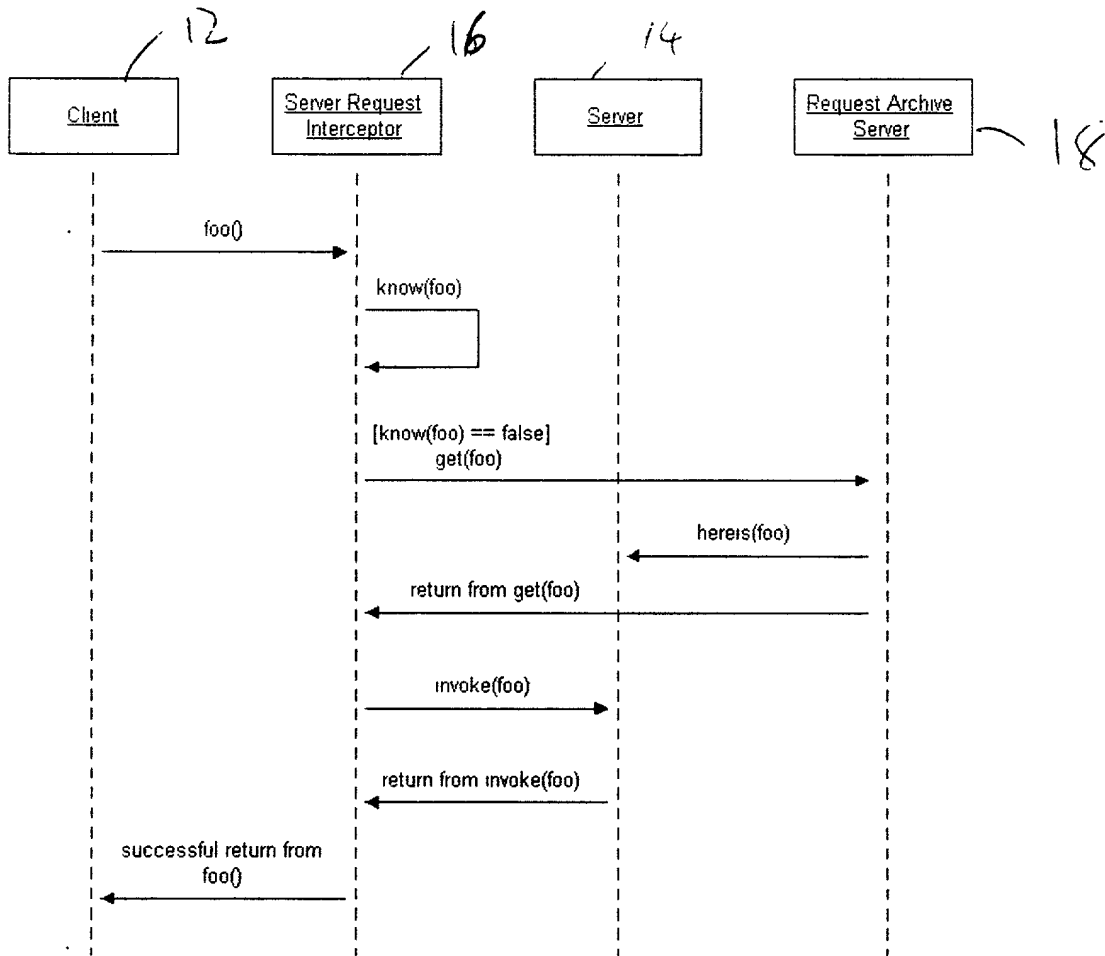 12
16
14
Client
Server Request
Interceptor
Server
Request Archive
Server
18
foo()
know(foo)
[know(foo) == false]
get(foo)
hereis(foo)
return from get(foo)
invoke(foo)
return from invoke(foo)
successful return from
foo()